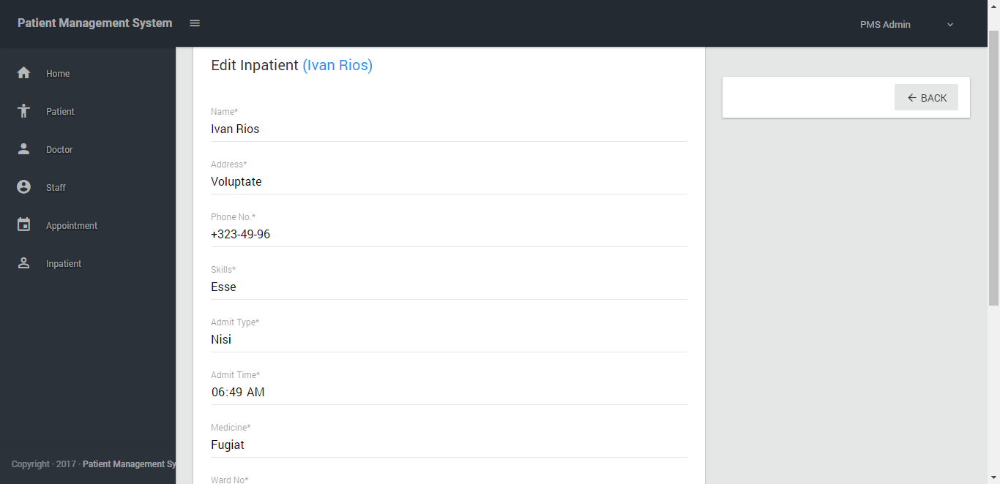 Patient Management System
PMS Admin
Home
Patient
Doctor
Staff
Appointment
Inpatient
Copyright · 2017 · Patient Management Sy
Edit Inpatient (Ivan Rios)
Name*
Ivan Rios
Address*
Voluptate
Phone No.*
+323-49-96
Skills*
Esse
Admit Type*
Nisi
Admit Time*
06:49 AM
Medicine*
Fugiat
Ward No*
BACK